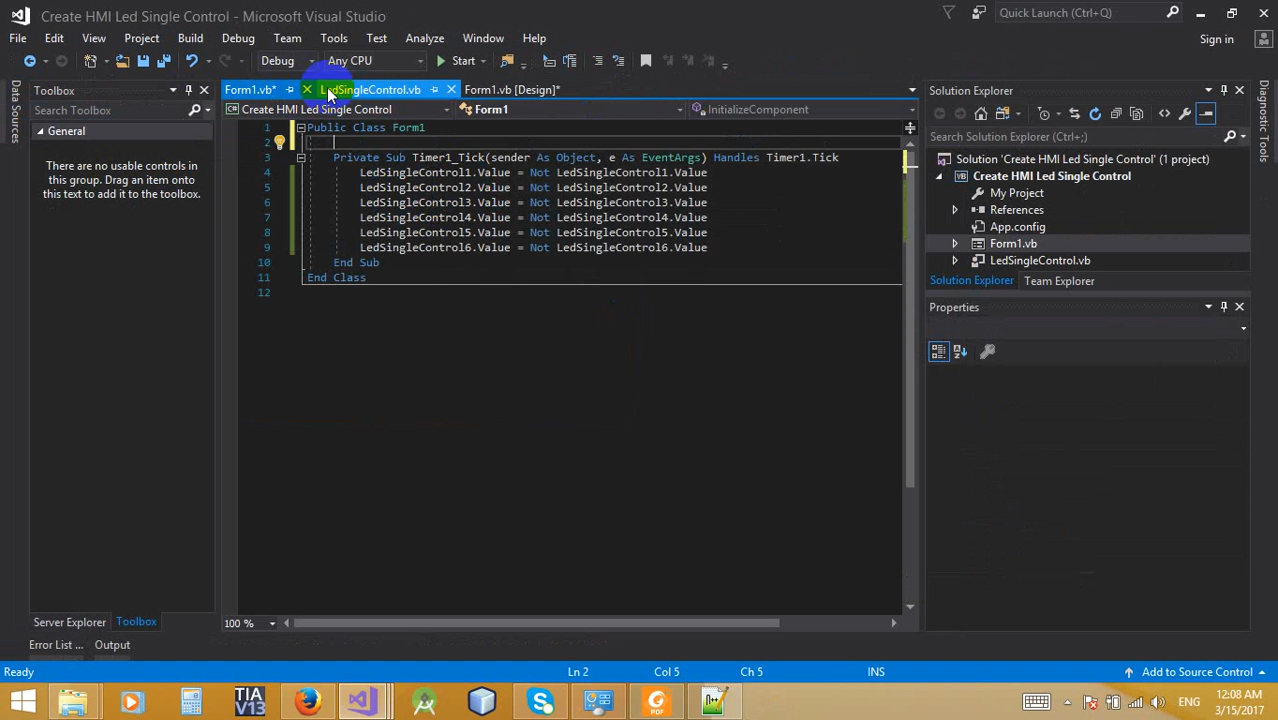 Create HMI Led Single Control - Microsoft Visual Studio
Quick Launch (Ctrl+Q)
File Edit View Project Build Debug Team Tools Test Analyze Window Help
Sign in
Debug Any CPU Start
Data Sources
Toolbox
Search Toolbox
General
There are no usable controls in
this group. Drag an item onto
this text to add it to the toolbox.
Server Explorer Toolbox
Form1.vb* LedSingleControl.vb Form1.vb [Design]*
Create HMI Led Single Control Form1 InitializeComponent
1 Public Class Form1
2
3 Private Sub Timer1_Tick(sender As Object, e As EventArgs) Handles Timer1.Tick
4 LedSingleControl1.Value = Not LedSingleControl1.Value
5 LedSingleControl2.Value = Not LedSingleControl2.Value
6 LedSingleControl3.Value = Not LedSingleControl3.Value
7 LedSingleControl4.Value = Not LedSingleControl4.Value
8 LedSingleControl5.Value = Not LedSingleControl5.Value
9 LedSingleControl6.Value = Not LedSingleControl6.Value
10 End Sub
11 End Class
12
100 %
Solution Explorer
Search Solution Explorer (Ctrl+;)
Solution 'Create HMI Led Single Control' (1 project)
VB Create HMI Led Single Control
My Project
References
App.config
Form1.vb
LedSingleControl.vb
Solution Explorer Team Explorer
Properties
Diagnostic Tools
Error List ... Output
Ready Ln 2 Col 5 Ch 5 INS Add to Source Control
TIA
V13
PDF
ENG
12:08 AM
3/15/2017